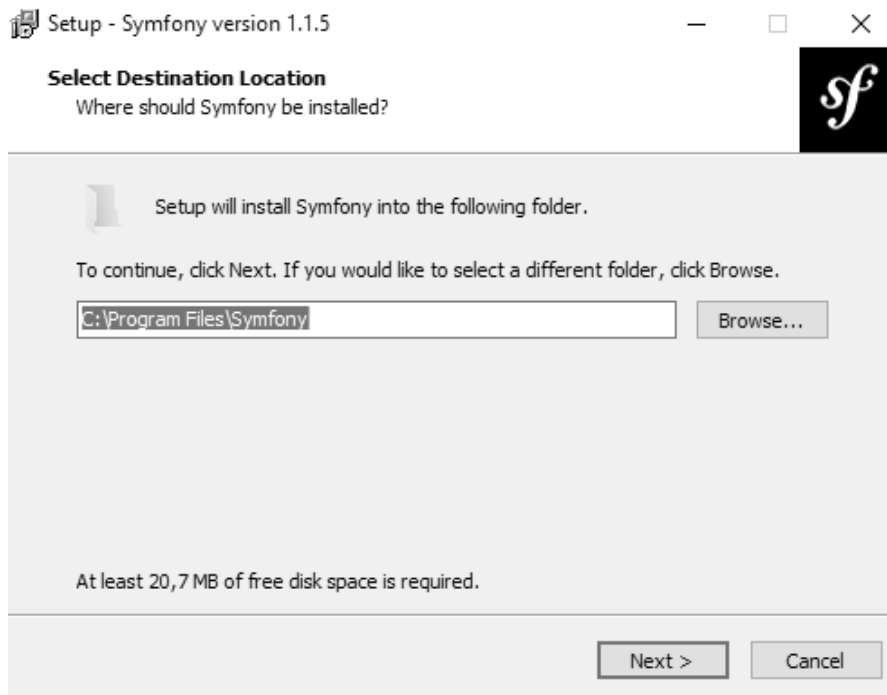 Setup - Symfony version 1.1.5
Select Destination Location
Where should Symfony be installed?
sf
Setup will install Symfony into the following folder.
To continue, click Next. If you would like to select a different folder, click Browse.
C:\Program Files\Symfony
Browse...
At least 20,7 MB of free disk space is required.
Next >
Cancel